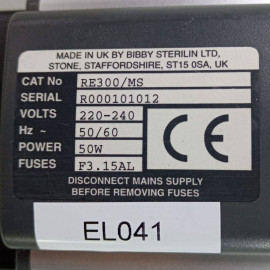 MADE IN UK BY BIBBY STERILIN LTD,
STONE, STAFFORDSHIRE, ST15 0SA, UK
CAT No RE300/MS
SERIAL R000101012
VOLTS 220-240
Hz ~ 50/60
POWER 50W
FUSES F3.15AL
CE
DISCONNECT MAINS SUPPLY
BEFORE REMOVING FUSES
EL041